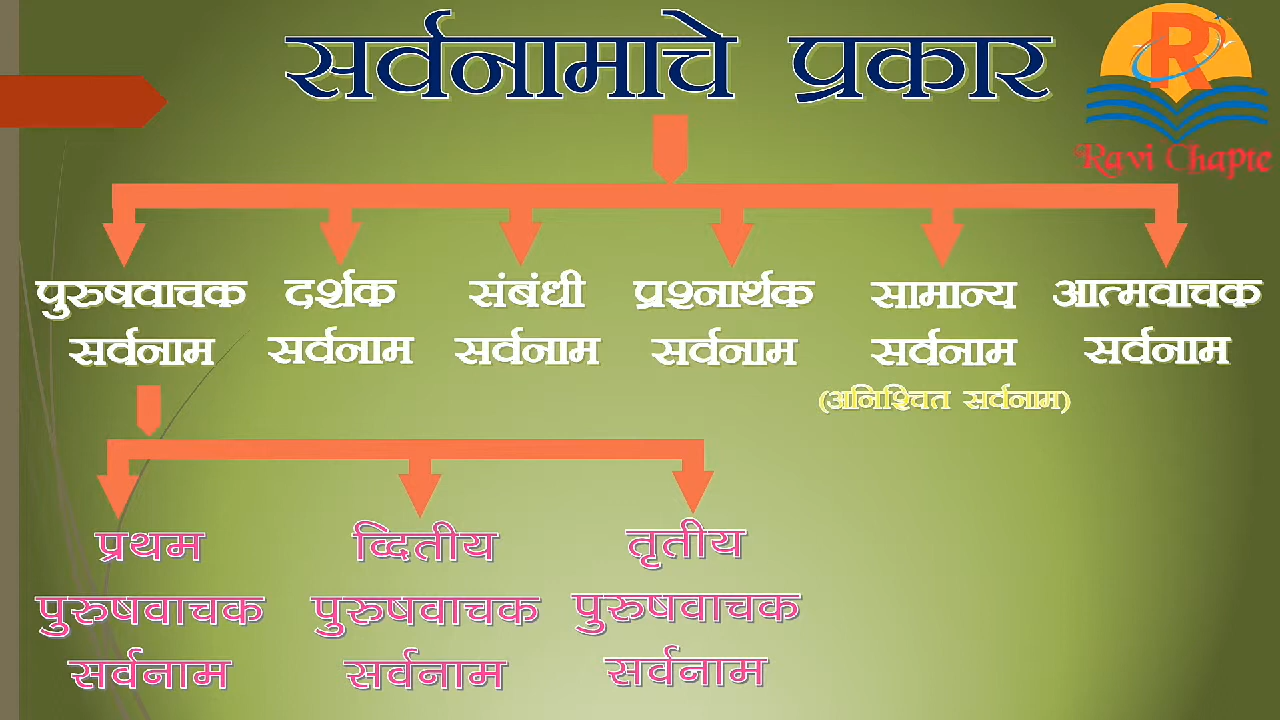 सर्वनामाचे प्रकार
Ravi Chapte
पुरुषवाचक सर्वनाम
दर्शक सर्वनाम
संबंधी सर्वनाम
प्रश्नार्थक सर्वनाम
सामान्य सर्वनाम
(अनिश्चित सर्वनाम)
आत्मवाचक सर्वनाम
प्रथम
पुरुषवाचक
सर्वनाम
व्दितीय
पुरुषवाचक
सर्वनाम
तृतीय
पुरुषवाचक
सर्वनाम